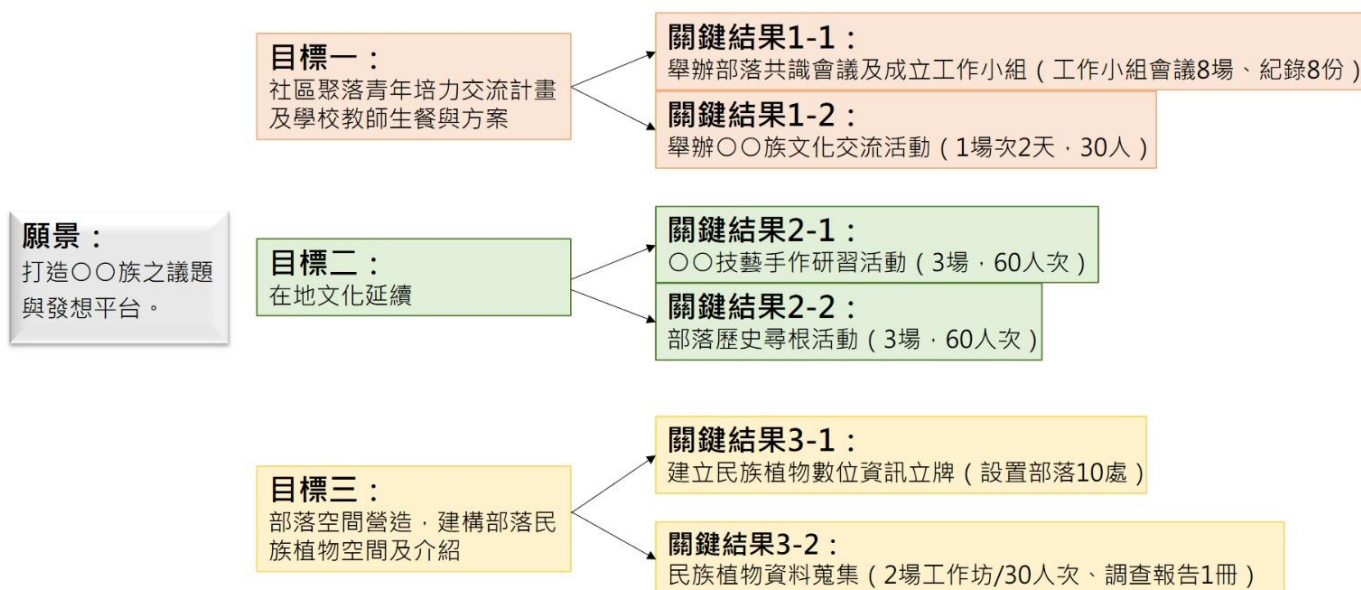 願景：
打造○○族之議題
與發想平台。
目標一：
社區聚落青年培力交流計畫
及學校教師生餐與方案
關鍵結果1-1：
舉辦部落共識會議及成立工作小組（工作小組會議8場、紀錄8份）
關鍵結果1-2：
舉辦○○族文化交流活動（1場次2天，30人）
目標二：
在地文化延續
關鍵結果2-1：
○○技藝手作研習活動（3場，60人次）
關鍵結果2-2：
部落歷史尋根活動（3場，60人次）
目標三：
部落空間營造，建構部落民
族植物空間及介紹
關鍵結果3-1：
建立民族植物數位資訊立牌（設置部落10處）
關鍵結果3-2：
民族植物資料蒐集（2場工作坊/30人次、調查報告1冊）